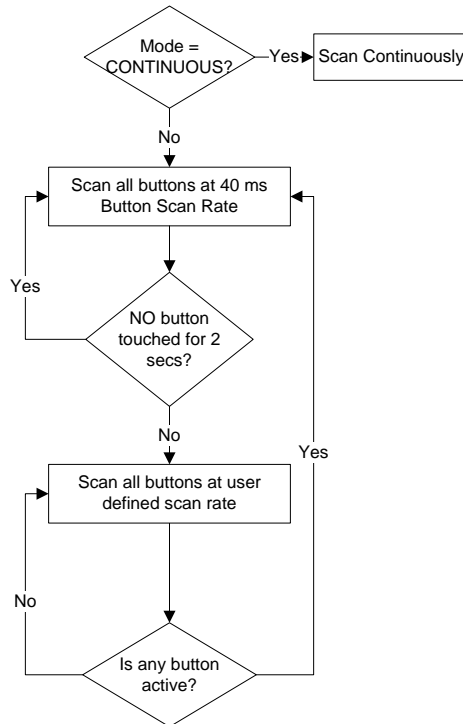 Mode =
CONTINUOUS?
Yes
Scan Continuously
No
Scan all buttons at 40 ms
Button Scan Rate
Yes
NO button
touched for 2
secs?
No
Yes
Scan all buttons at user
defined scan rate
No
Is any button
active?